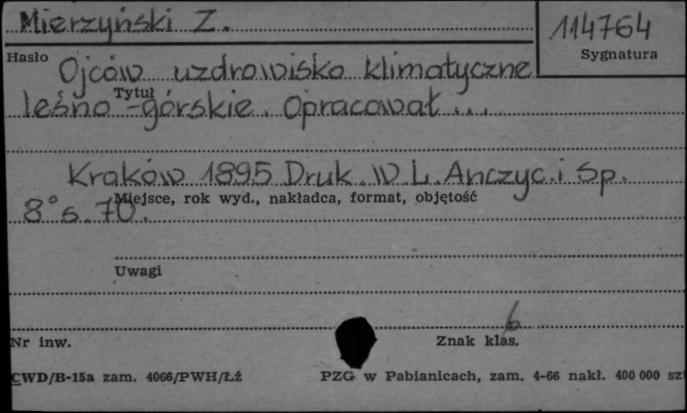 Mierzyński Z.
114764
Hasło
Sygnatura
Ojców uzdrowisko klimatyczne
Tytuł
leśno-górskie. Opracował...
Kraków 1895 Druk. W. L. Anczyc. i Sp.
Miejsce, rok wyd., nakładca, format, objętość
8° s. 70.
Uwagi
6
Nr inw.
Znak klas.
CWD/B-15a zam. 4066/PWH/Łź
PZG w Pabianicach, zam. 4-66 nakł. 400 000 szt